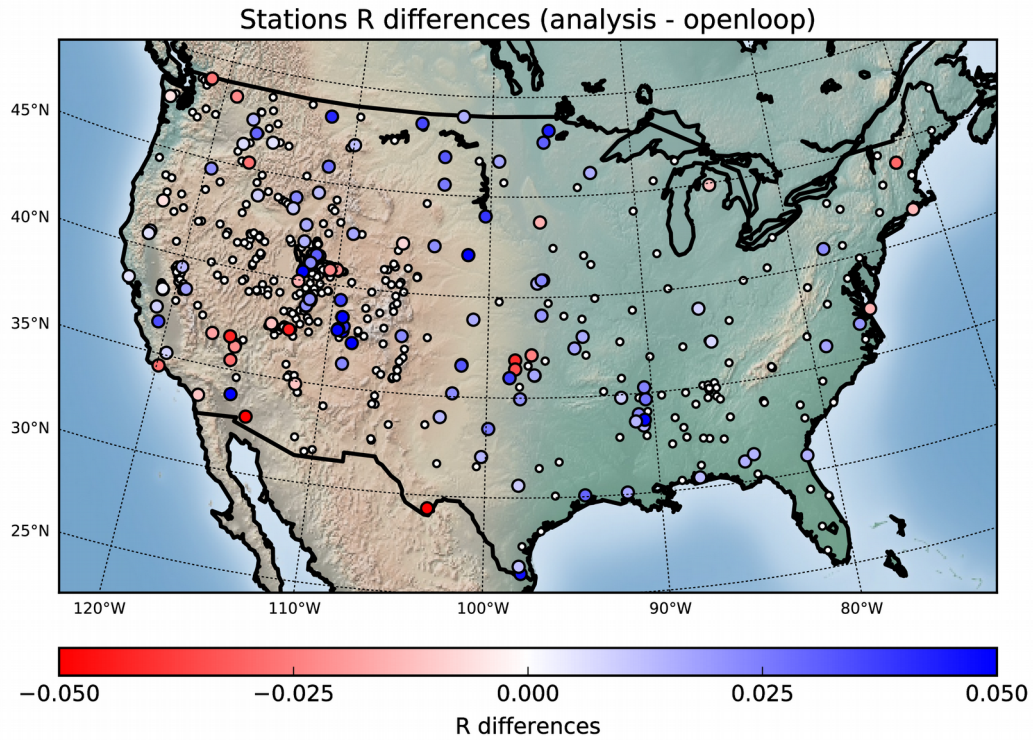 Stations R differences (analysis - openloop)
45°N
40°N
35°N
30°N
25°N
120°W 110°W 100°W 90°W 80°W
−0.050 −0.025 0.000 0.025 0.050
R differences